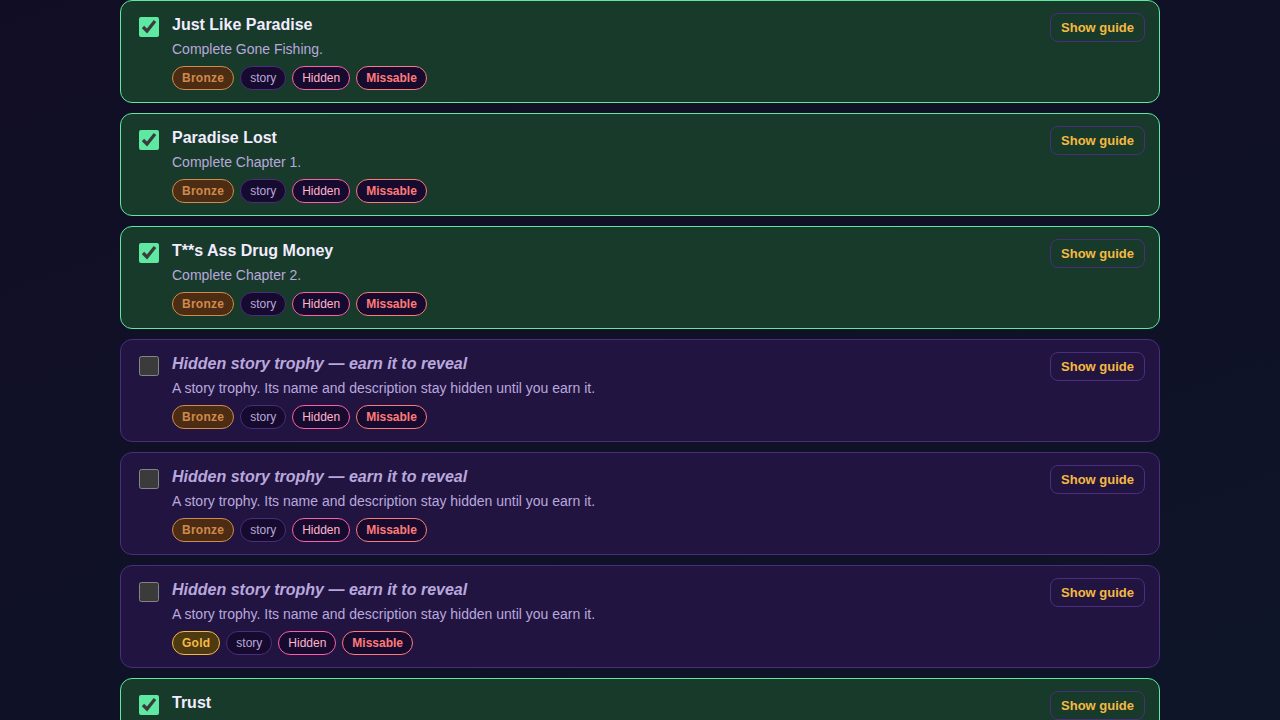 Just Like Paradise
Show guide
Complete Gone Fishing.
Bronze story Hidden Missable
Paradise Lost
Show guide
Complete Chapter 1.
Bronze story Hidden Missable
T**s Ass Drug Money
Show guide
Complete Chapter 2.
Bronze story Hidden Missable
Hidden story trophy — earn it to reveal
Show guide
A story trophy. Its name and description stay hidden until you earn it.
Bronze story Hidden Missable
Hidden story trophy — earn it to reveal
Show guide
A story trophy. Its name and description stay hidden until you earn it.
Bronze story Hidden Missable
Hidden story trophy — earn it to reveal
Show guide
A story trophy. Its name and description stay hidden until you earn it.
Gold story Hidden Missable
Trust
Show guide